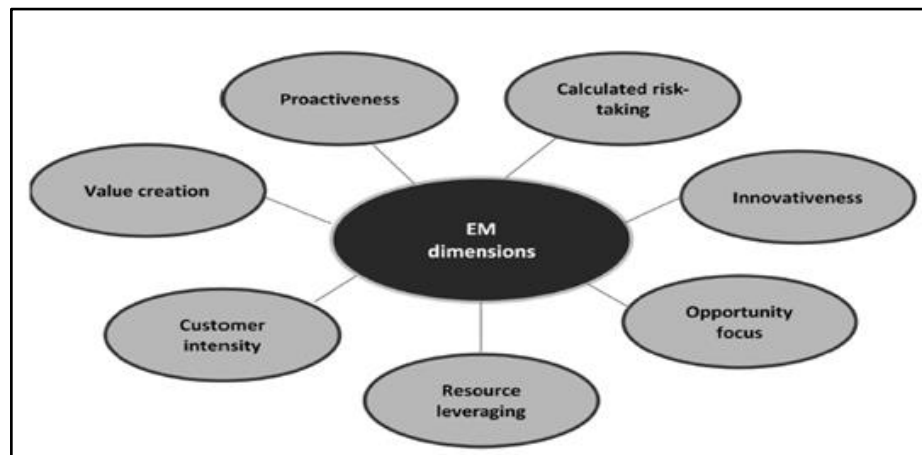 Proactiveness
Calculated risk-
taking
Value creation
Innovativeness
EM
dimensions
Customer
intensity
Opportunity
focus
Resource
leveraging